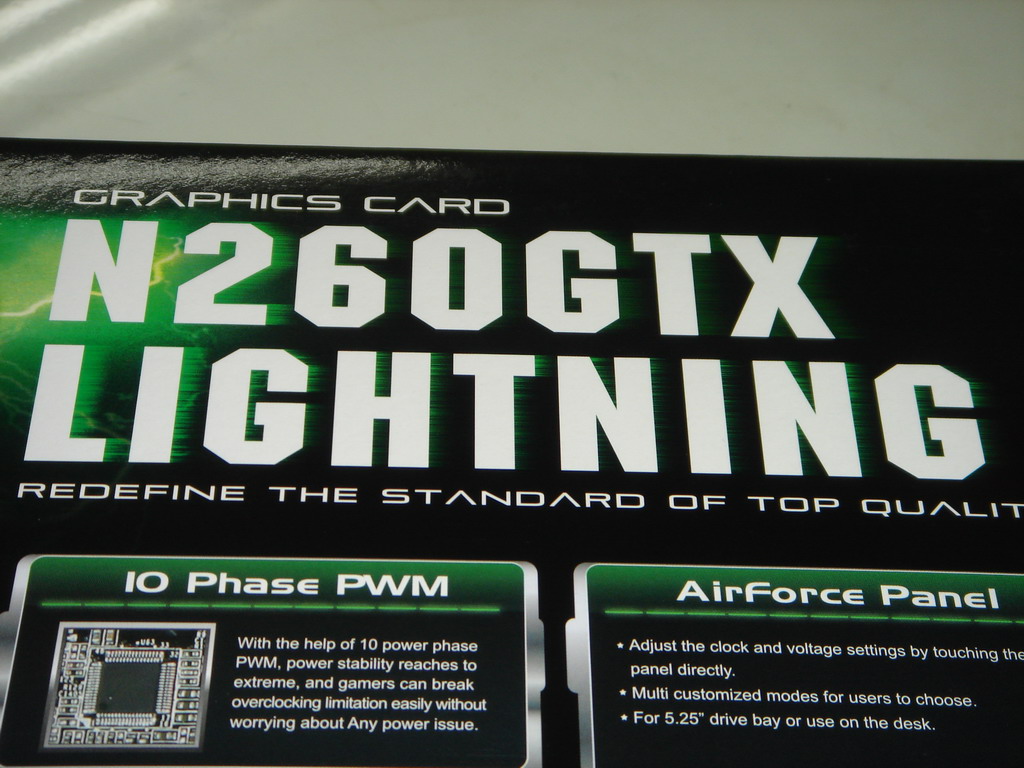 GRAPHICS CARD
N260GTX
LIGHTNING
REDEFINE THE STANDARD OF TOP QUALIT
10 Phase PWM
With the help of 10 power phase
PWM, power stability reaches to
extreme, and gamers can break
overclocking limitation easily without
worrying about Any power issue.
AirForce Panel
* Adjust the clock and voltage settings by touching the
panel directly.
* Multi customized modes for users to choose.
* For 5.25" drive bay or use on the desk.